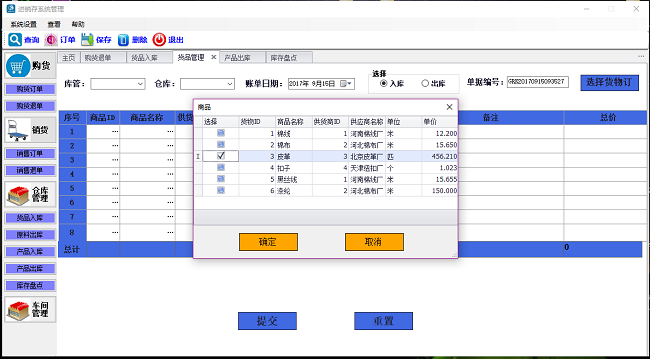 进销存系统管理
系统设置 查看 帮助
查询 订单 保存 删除 退出
购货
购货订单
购货退单
销货
销售订单
销售退单
仓库管理
货品入库
原料出库
产品入库
产品出库
库存盘点
车间管理
主页 购货退单 货品入库 货品管理 产品出库 库存盘点
库管： 仓库： 账单日期： 2017年 9月15日 选择 入库 出库 单据编号： 选择货物订
序号 商品ID 商品名称 供货 备注 总价
1 ... ...
2 ... ...
3 ... ...
4 ... ...
5 ... ...
6 ... ...
7 ... ...
8 ... ...
总计 0
商品
选择 货物ID 商品名称 供货商ID 供应商名称 单位 单价
1 棉线 1 河南棉线厂 米 12.200
2 棉布 2 河北棉布厂 米 15.650
3 皮革 3 北京皮革厂 匹 456.210
4 扣子 4 天津纽扣厂 个 1.023
5 黑丝线 1 河南棉线厂 米 15.655
6 涤纶 2 河北棉布厂 米 150.000
确定 取消
提交 重置